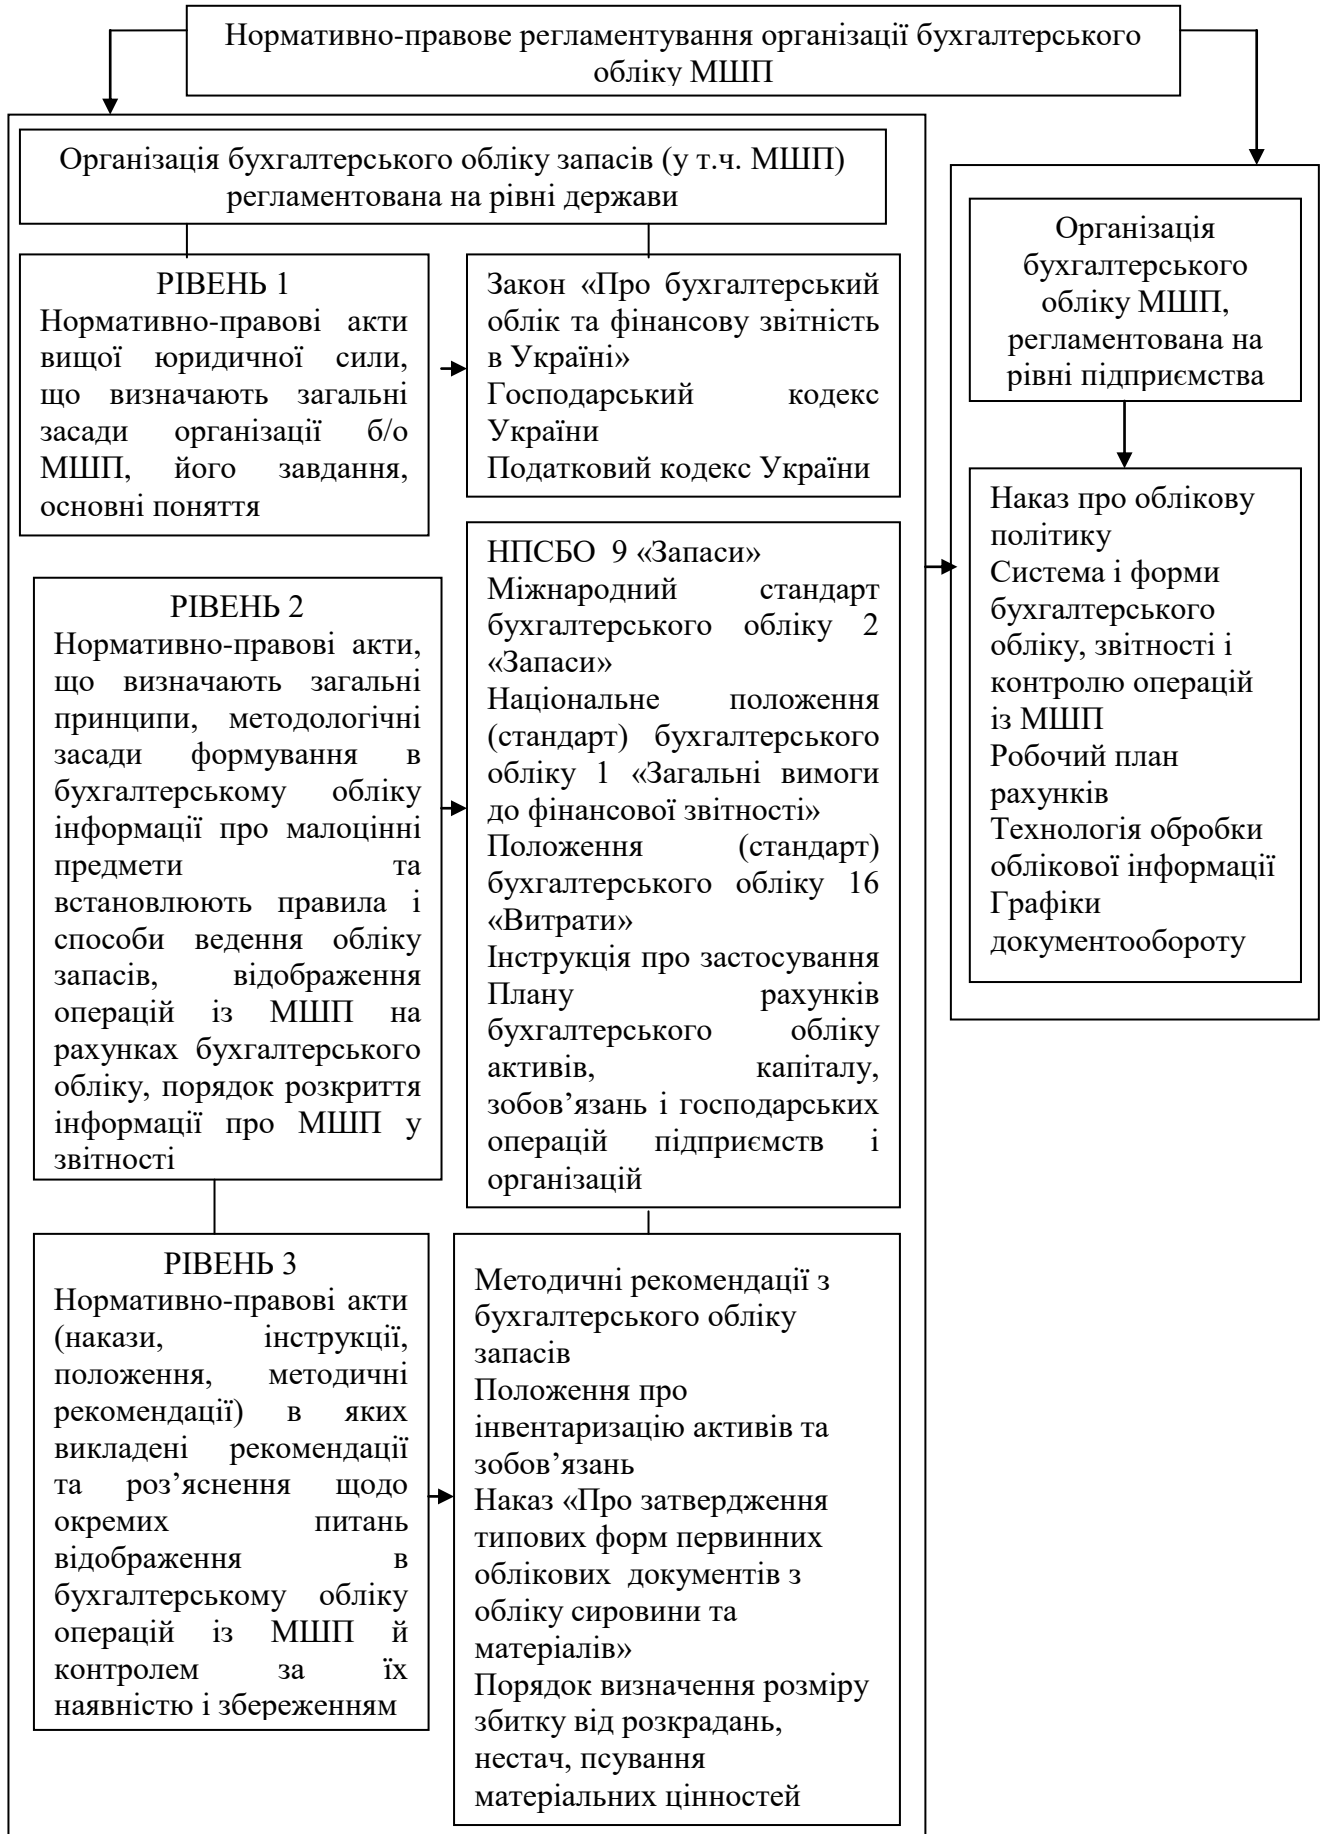 Нормативно-правове регламентування організації бухгалтерського
обліку МШП
Організація бухгалтерського обліку запасів (у т.ч. МШП)
регламентована на рівні держави
РІВЕНЬ 1
Нормативно-правові акти
вищої юридичної сили,
що визначають загальні
засади організації б/о
МШП, його завдання,
основні поняття
Закон «Про бухгалтерський
облік та фінансову звітність
в Україні»
Господарський кодекс
України
Податковий кодекс України
РІВЕНЬ 2
Нормативно-правові акти,
що визначають загальні
принципи, методологічні
засади формування в
бухгалтерському обліку
інформації про малоцінні
предмети та
встановлюють правила і
способи ведення обліку
запасів, відображення
операцій із МШП на
рахунках бухгалтерського
обліку, порядок розкриття
інформації про МШП у
звітності
НПСБО 9 «Запаси»
Міжнародний стандарт
бухгалтерського обліку 2
«Запаси»
Національне положення
(стандарт) бухгалтерського
обліку 1 «Загальні вимоги
до фінансової звітності»
Положення (стандарт)
бухгалтерського обліку 16
«Витрати»
Інструкція про застосування
Плану рахунків
бухгалтерського обліку
активів, капіталу,
зобов’язань і господарських
операцій підприємств і
організацій
РІВЕНЬ 3
Нормативно-правові акти
(накази, інструкції,
положення, методичні
рекомендації) в яких
викладені рекомендації
та роз’яснення щодо
окремих питань
відображення в
бухгалтерському обліку
операцій із МШП й
контролем за їх
наявністю і збереженням
Методичні рекомендації з
бухгалтерського обліку
запасів
Положення про
інвентаризацію активів та
зобов’язань
Наказ «Про затвердження
типових форм первинних
облікових документів з
обліку сировини та
матеріалів»
Порядок визначення розміру
збитку від розкрадань,
нестач, псування
матеріальних цінностей
Організація
бухгалтерського
обліку МШП,
регламентована на
рівні підприємства
Наказ про облікову
політику
Система і форми
бухгалтерського
обліку, звітності і
контролю операцій
із МШП
Робочий план
рахунків
Технологія обробки
облікової інформації
Графіки
документообороту